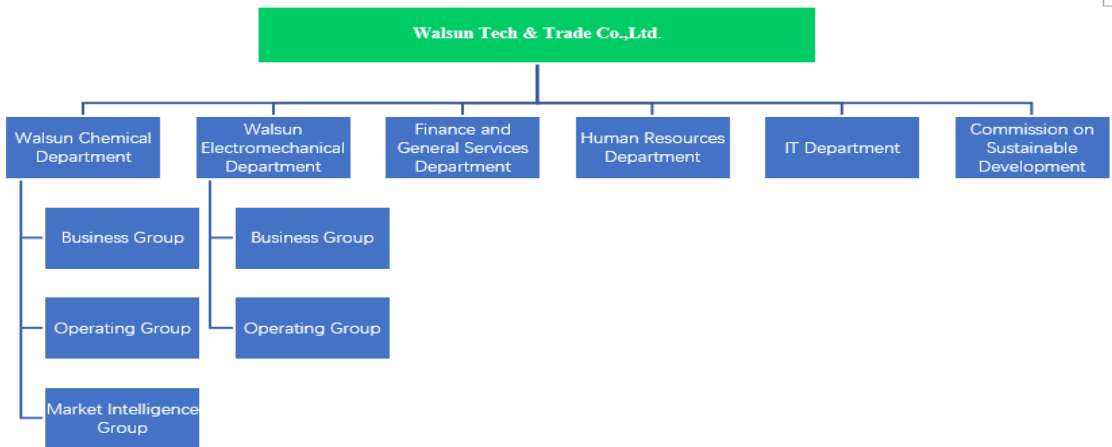 Walsun Tech & Trade Co.,Ltd.
Walsun Chemical
Department
Walsun
Electromechanical
Department
Finance and
General Services
Department
Human Resources
Department
IT Department
Commission on
Sustainable
Development
Business Group
Operating Group
Market Intelligence
Group
Business Group
Operating Group